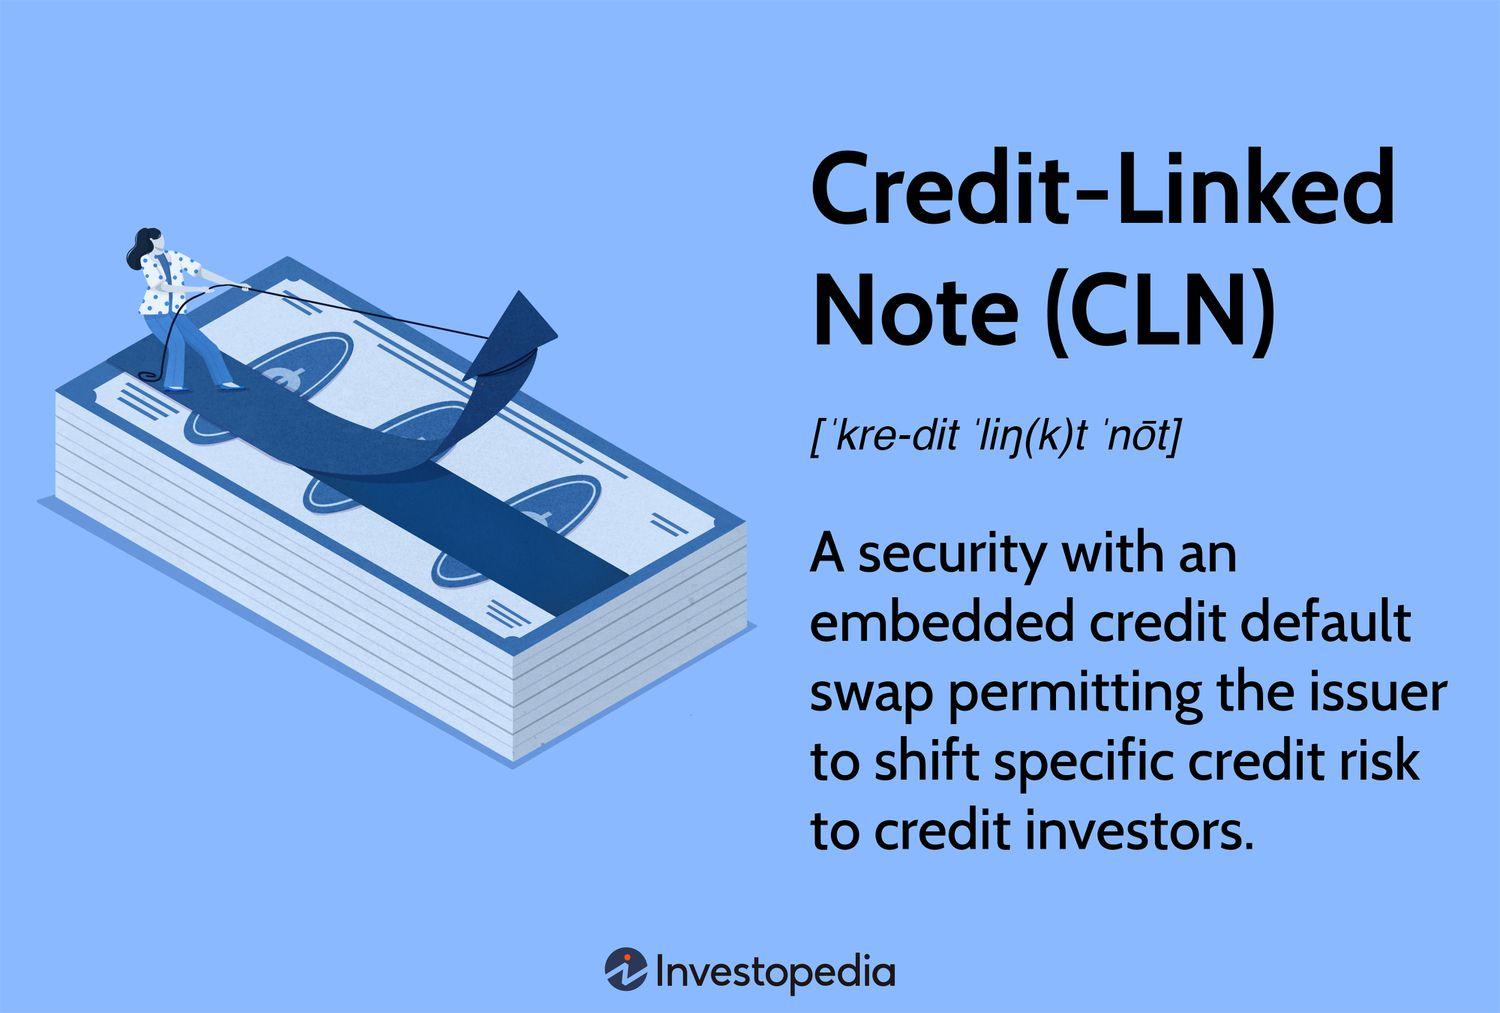 Credit-Linked
Note (CLN)
[ˈkre-dit ˈliŋ(k)t ˈnōt]
A security with an
embedded credit default
swap permitting the issuer
to shift specific credit risk
to credit investors.
Investopedia